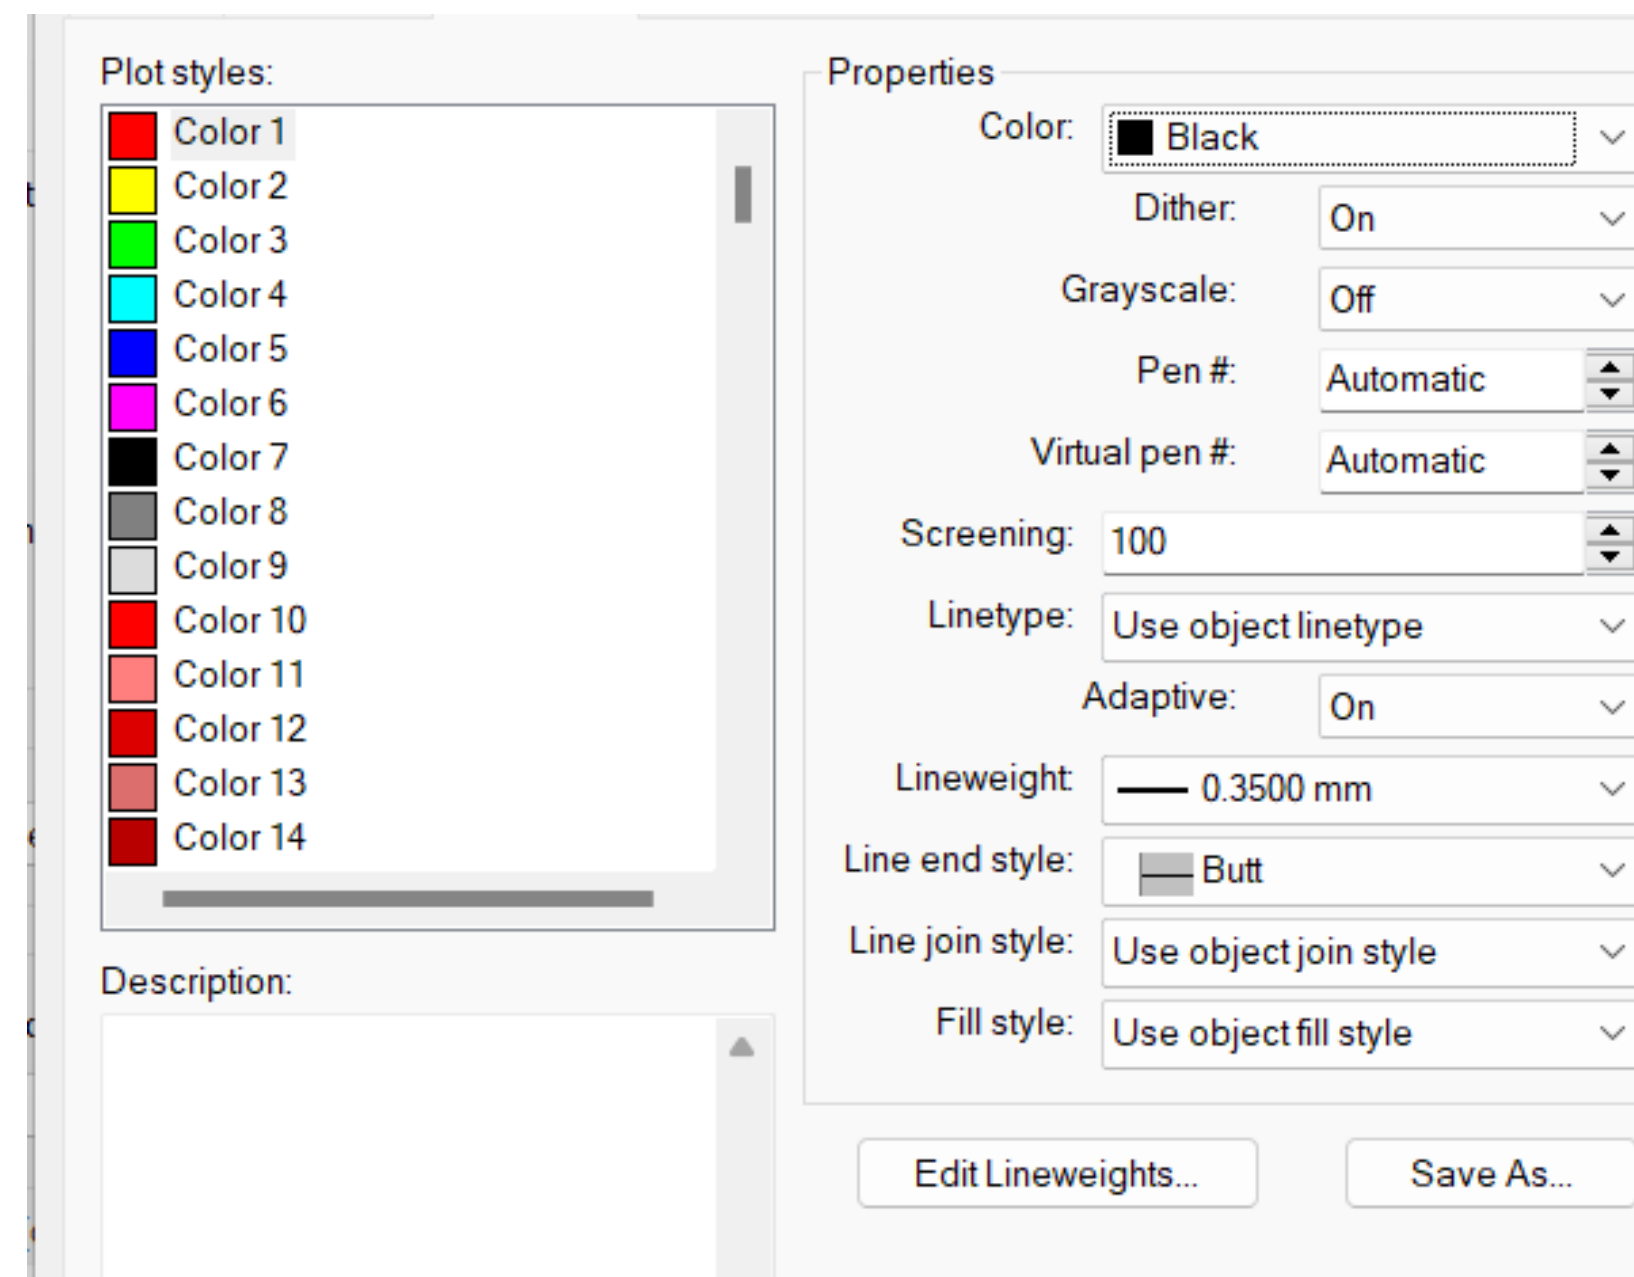 Plot styles:
Color 1
Color 2
Color 3
Color 4
Color 5
Color 6
Color 7
Color 8
Color 9
Color 10
Color 11
Color 12
Color 13
Color 14
Description:
Properties
Color: Black
Dither: On
Grayscale: Off
Pen #: Automatic
Virtual pen #: Automatic
Screening: 100
Linetype: Use object linetype
Adaptive: On
Lineweight: 0.3500 mm
Line end style: Butt
Line join style: Use object join style
Fill style: Use object fill style
Edit Lineweights... Save As...